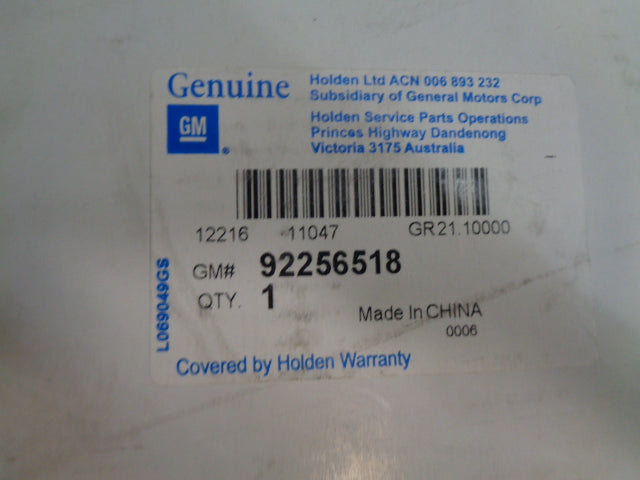 Genuine
GM
®
Holden Ltd ACN 006 893 232
Subsidiary of General Motors Corp
Holden Service Parts Operations
Princes Highway Dandenong
Victoria 3175 Australia
12216 11047 GR21.10000
GM# 92256518
QTY. 1
Made In CHINA
0006
L069049GS
Covered by Holden Warranty